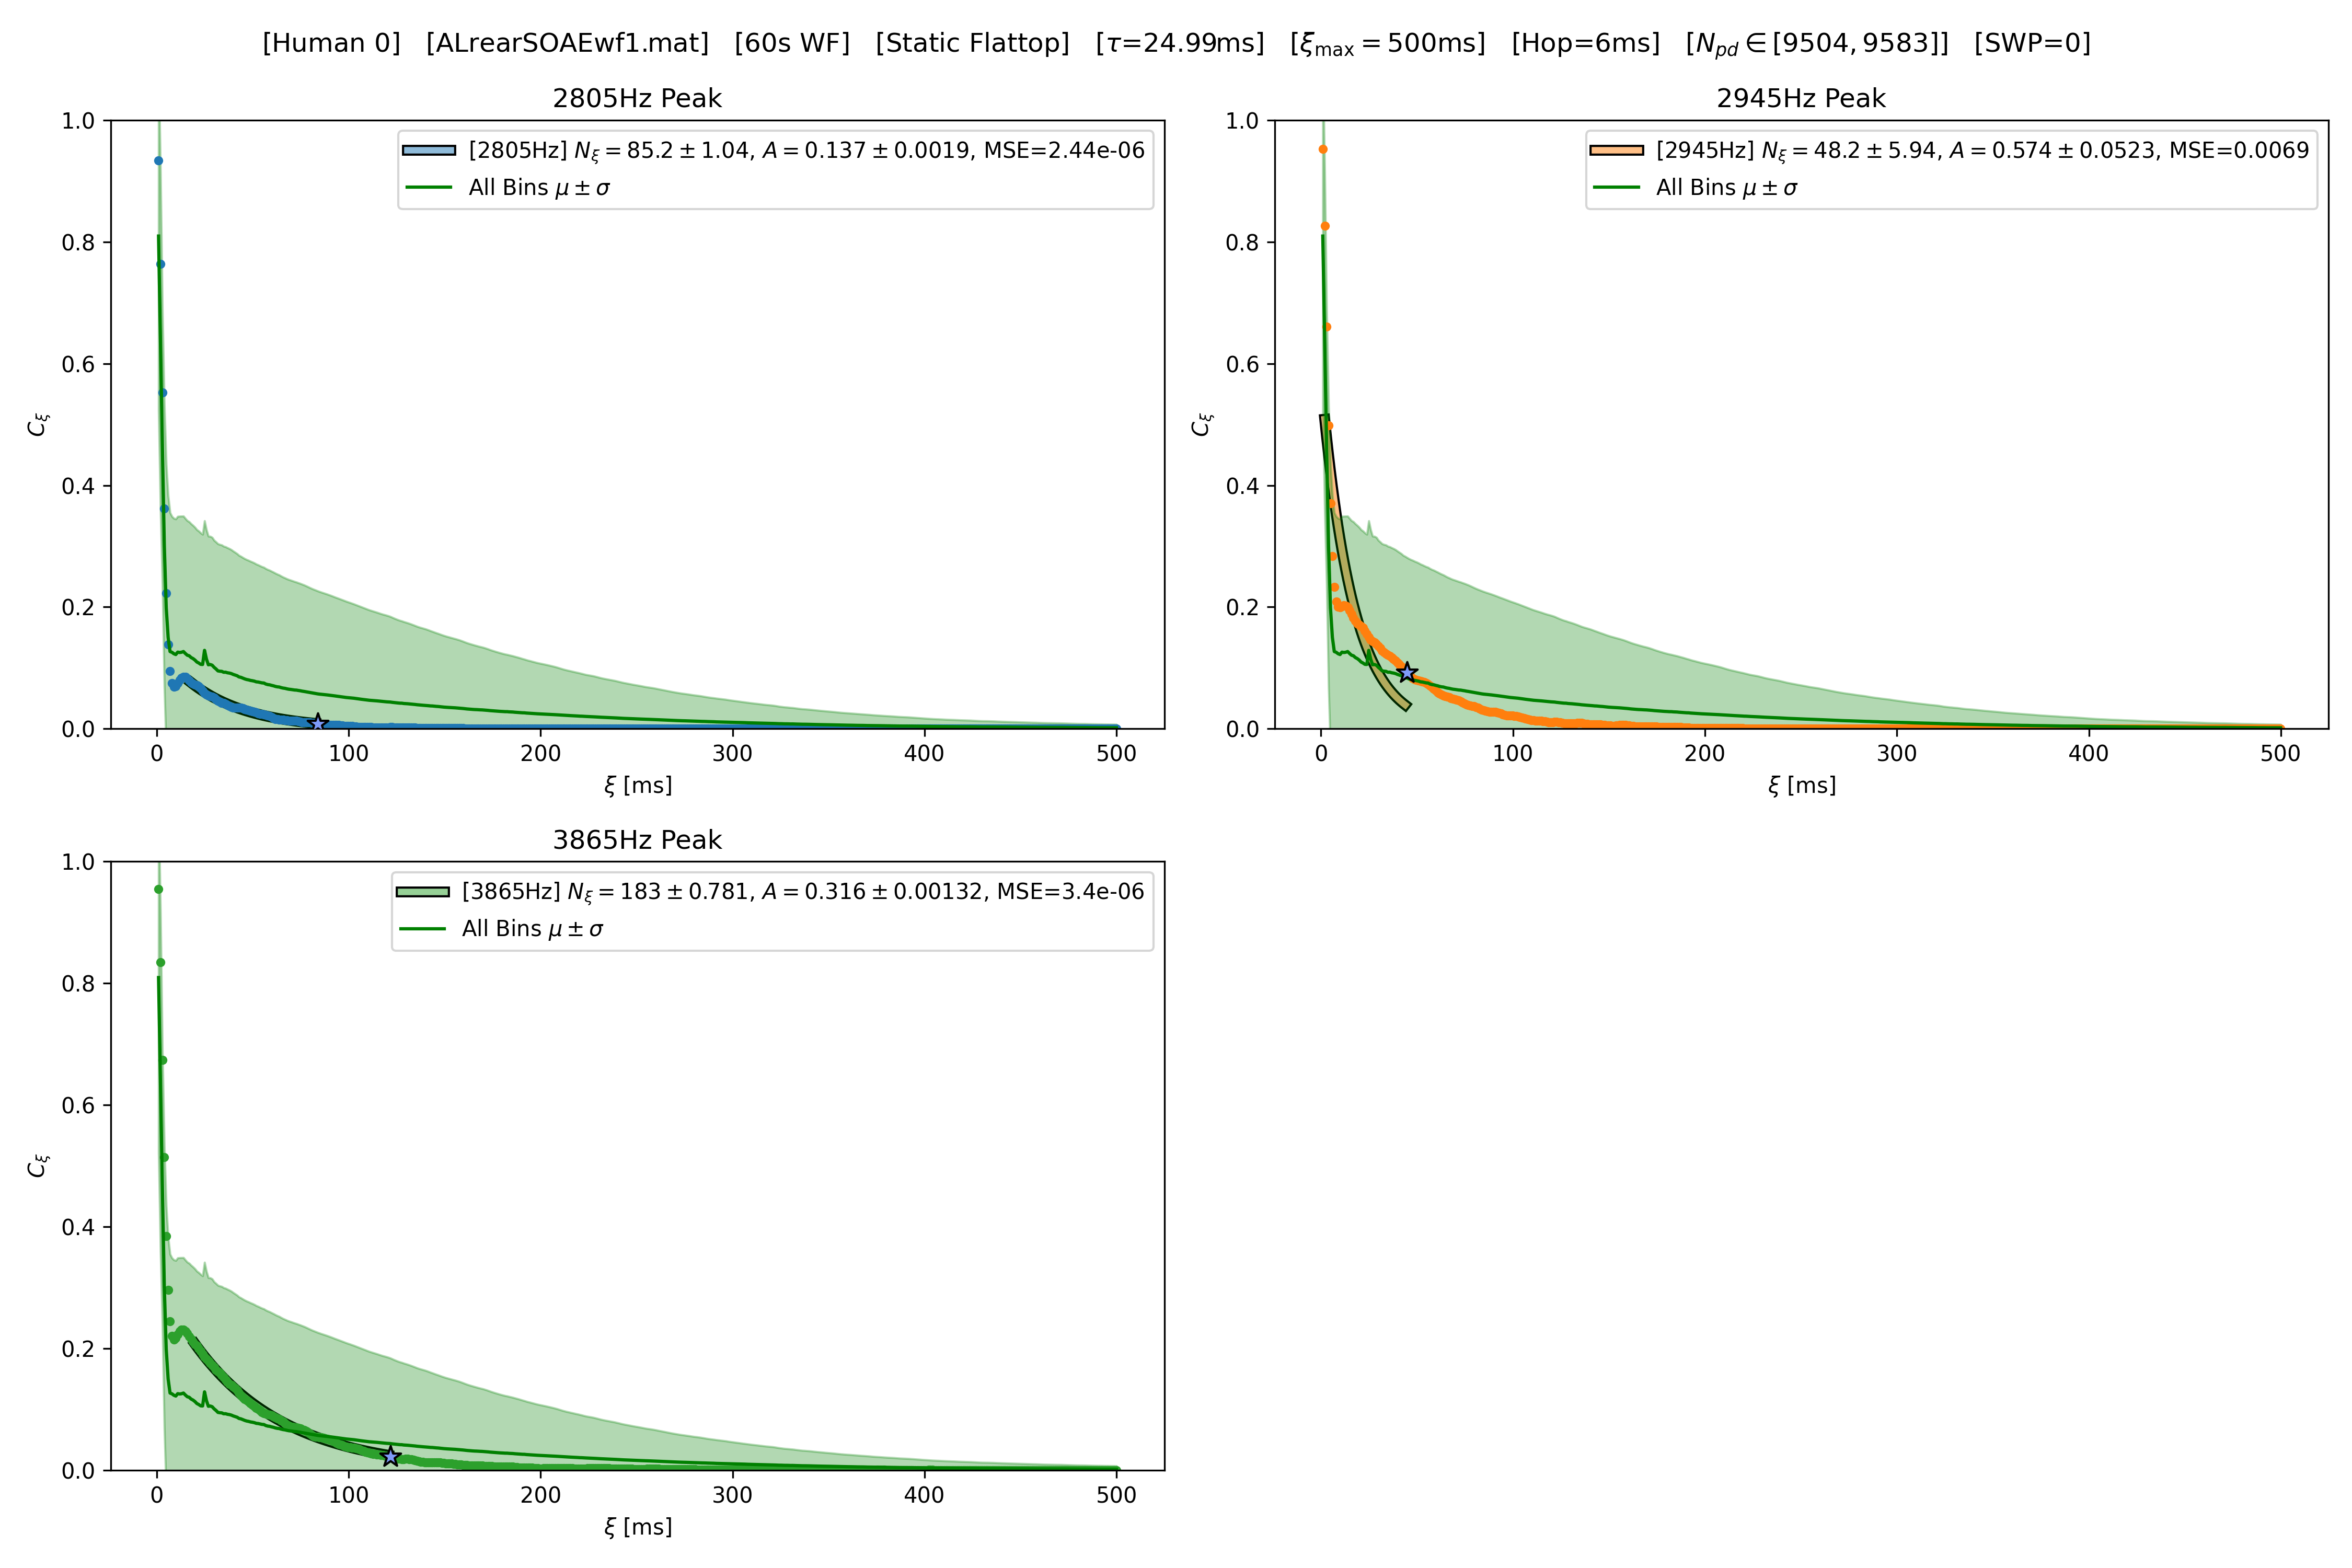 [Human 0]   [ALrearSOAEwf1.mat]   [60s WF]   [Static Flattop]   [τ=24.99ms]   [ξmax = 500ms]   [Hop=6ms]   [Npd ∈ [9504, 9583]]   [SWP=0]
2805Hz Peak
[2805Hz] Nξ = 85.2 ± 1.04, A = 0.137 ± 0.0019, MSE=2.44e-06
All Bins μ ± σ
1.0
0.8
0.6
0.4
0.2
0.0
Cξ
0 100 200 300 400 500
ξ [ms]
2945Hz Peak
[2945Hz] Nξ = 48.2 ± 5.94, A = 0.574 ± 0.0523, MSE=0.0069
All Bins μ ± σ
1.0
0.8
0.6
0.4
0.2
0.0
Cξ
0 100 200 300 400 500
ξ [ms]
3865Hz Peak
[3865Hz] Nξ = 183 ± 0.781, A = 0.316 ± 0.00132, MSE=3.4e-06
All Bins μ ± σ
1.0
0.8
0.6
0.4
0.2
0.0
Cξ
0 100 200 300 400 500
ξ [ms]